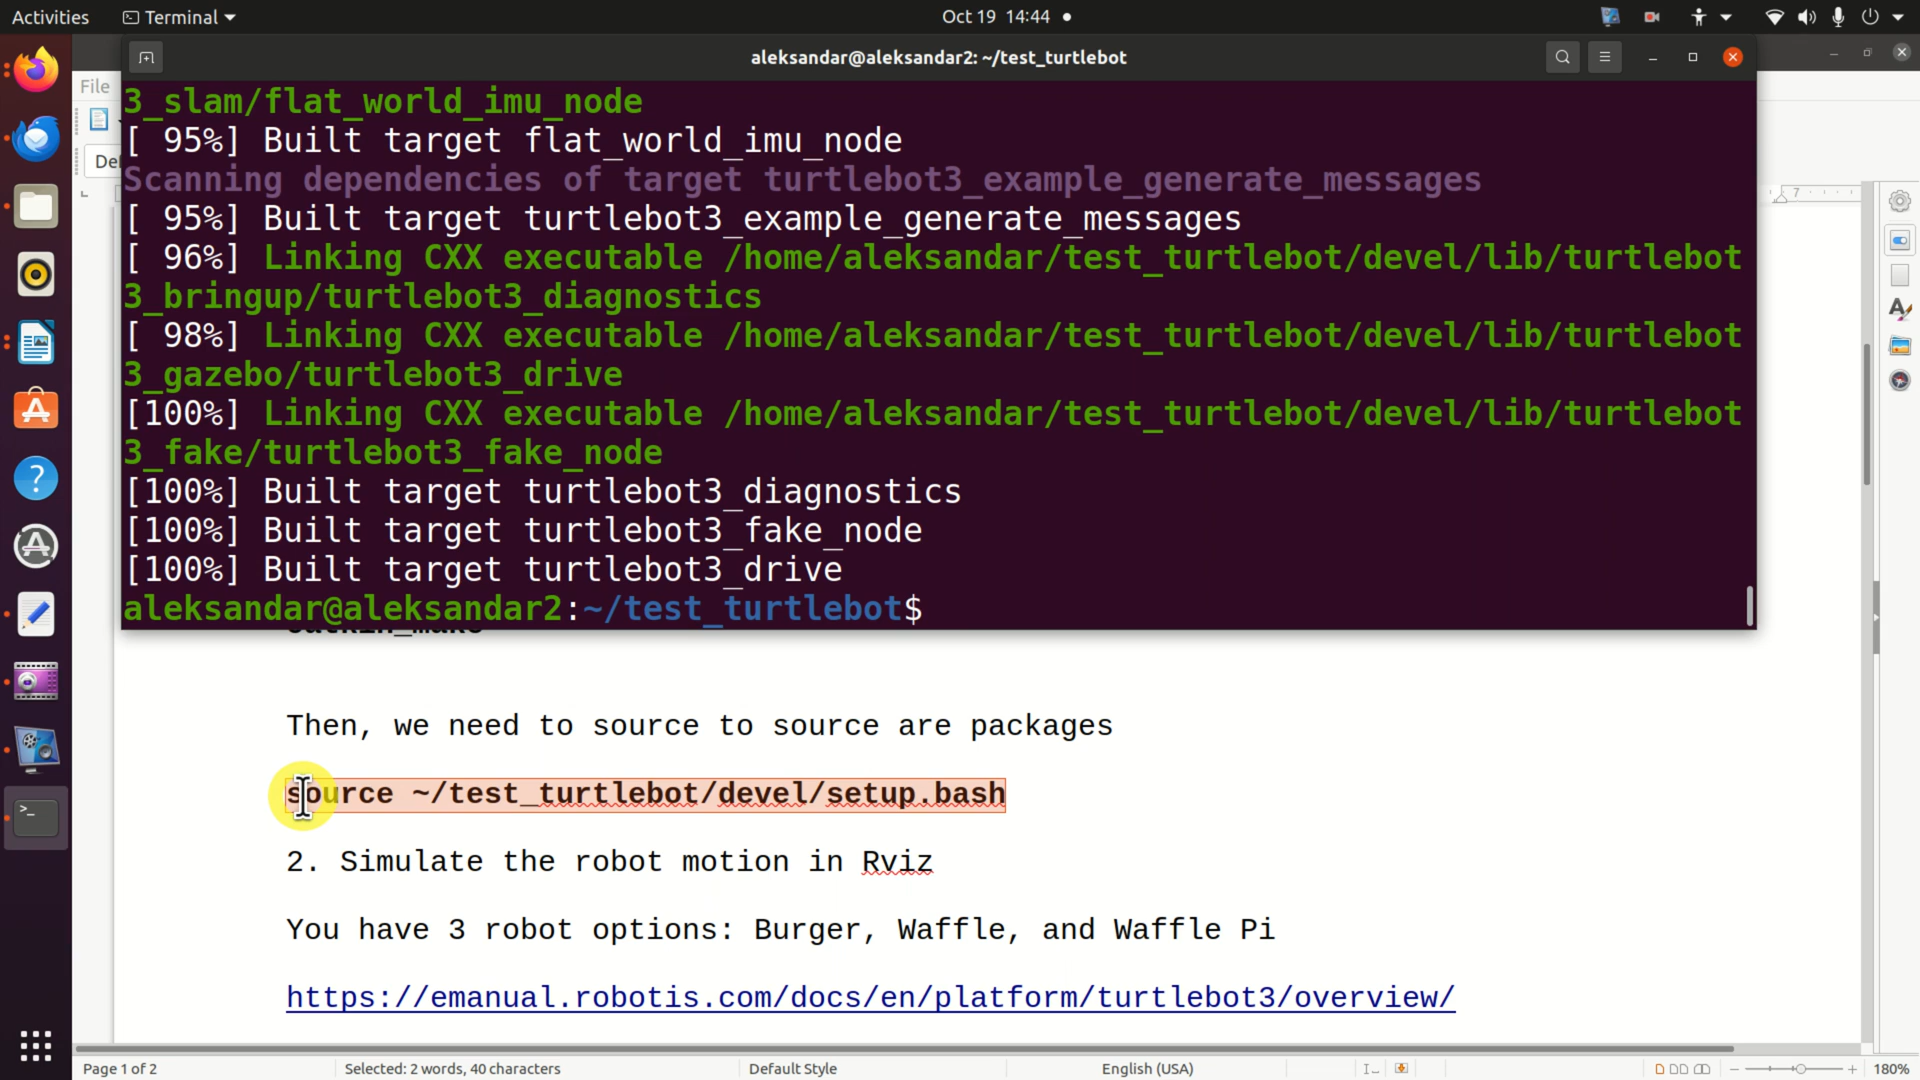 Activities
Terminal
Oct 19 14:44
aleksandar@aleksandar2: ~/test_turtlebot
File
3_slam/flat_world_imu_node
[ 95%] Built target flat_world_imu_node
Scanning dependencies of target turtlebot3_example_generate_messages
[ 95%] Built target turtlebot3_example_generate_messages
[ 96%] Linking CXX executable /home/aleksandar/test_turtlebot/devel/lib/turtlebot
3_bringup/turtlebot3_diagnostics
[ 98%] Linking CXX executable /home/aleksandar/test_turtlebot/devel/lib/turtlebot
3_gazebo/turtlebot3_drive
[100%] Linking CXX executable /home/aleksandar/test_turtlebot/devel/lib/turtlebot
3_fake/turtlebot3_fake_node
[100%] Built target turtlebot3_diagnostics
[100%] Built target turtlebot3_fake_node
[100%] Built target turtlebot3_drive
aleksandar@aleksandar2:~/test_turtlebot$
Then, we need to source to source are packages
source ~/test_turtlebot/devel/setup.bash
2. Simulate the robot motion in Rviz
You have 3 robot options: Burger, Waffle, and Waffle Pi
https://emanual.robotis.com/docs/en/platform/turtlebot3/overview/
Page 1 of 2
Selected: 2 words, 40 characters
Default Style
English (USA)
180%